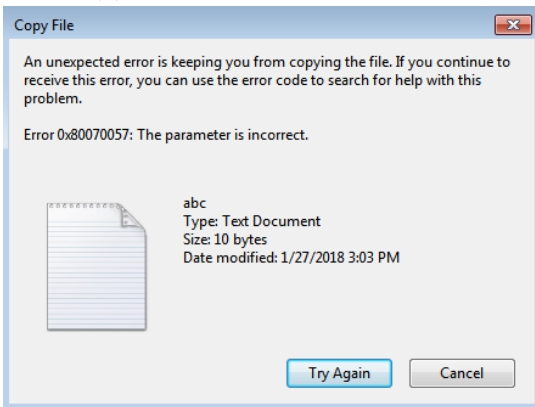 Copy File
An unexpected error is keeping you from copying the file. If you continue to
receive this error, you can use the error code to search for help with this
problem.
Error 0x80070057: The parameter is incorrect.
abc
Type: Text Document
Size: 10 bytes
Date modified: 1/27/2018 3:03 PM
Try Again
Cancel